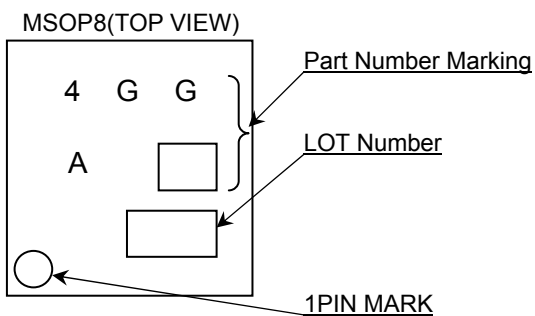 MSOP8(TOP VIEW)
Part Number Marking
4 G G
LOT Number
A
1PIN MARK